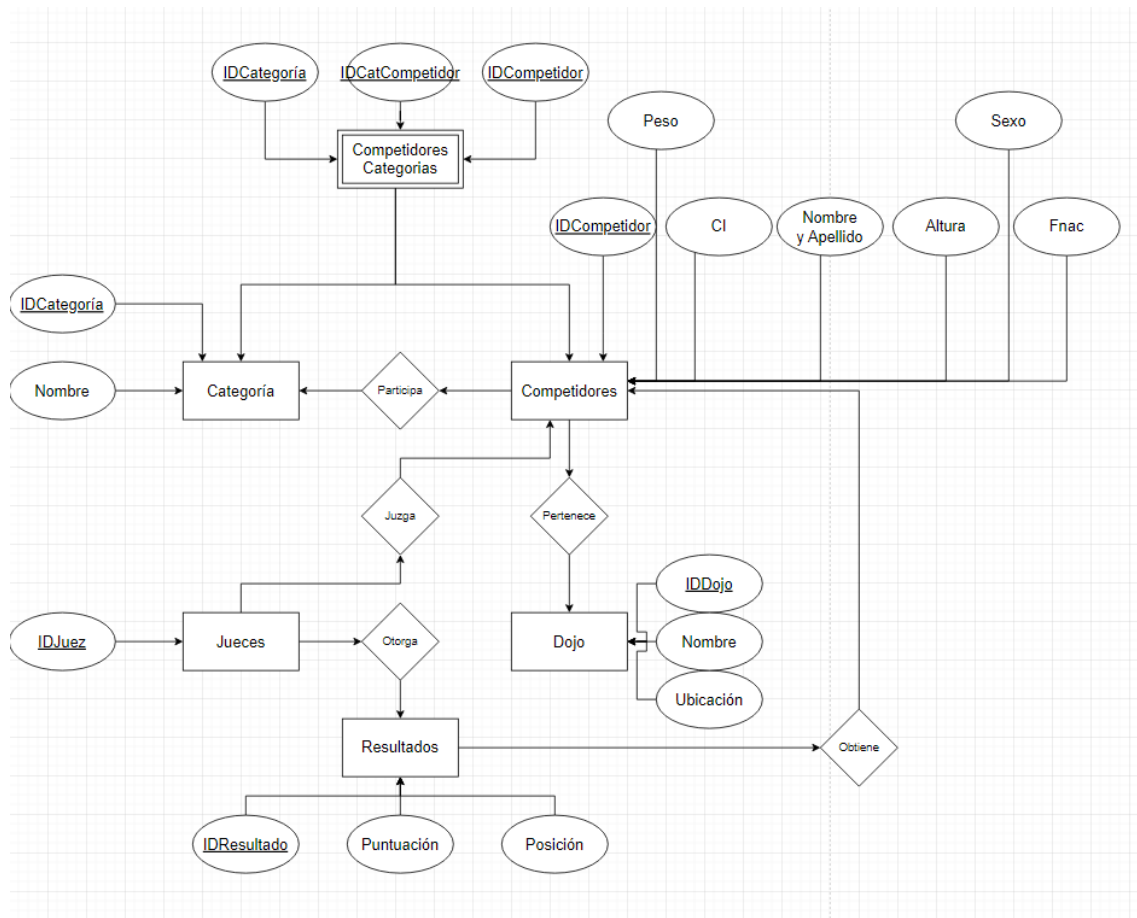 IDCategoría
IDCatCompetidor
IDCompetidor
Competidores
Categorias
Peso
Sexo
IDCompetidor
CI
Nombre
y Apellido
Altura
Fnac
IDCategoría
Nombre
Categoría
Participa
Competidores
Juzga
Pertenece
IDJuez
Jueces
Otorga
Dojo
IDDojo
Nombre
Ubicación
Resultados
Obtiene
IDResultado
Puntuación
Posición